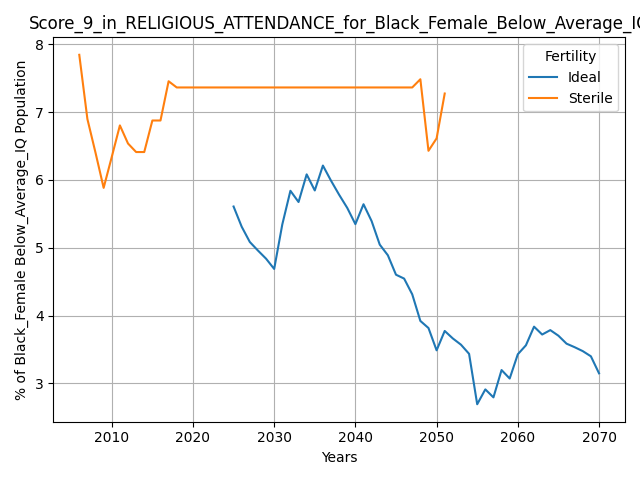 Score_9_in_RELIGIOUS_ATTENDANCE_for_Black_Female_Below_Average_IQ
8
7
6
5
4
3
% of Black_Female Below_Average_IQ Population
Fertility
Ideal
Sterile
2010 2020 2030 2040 2050 2060 2070
Years